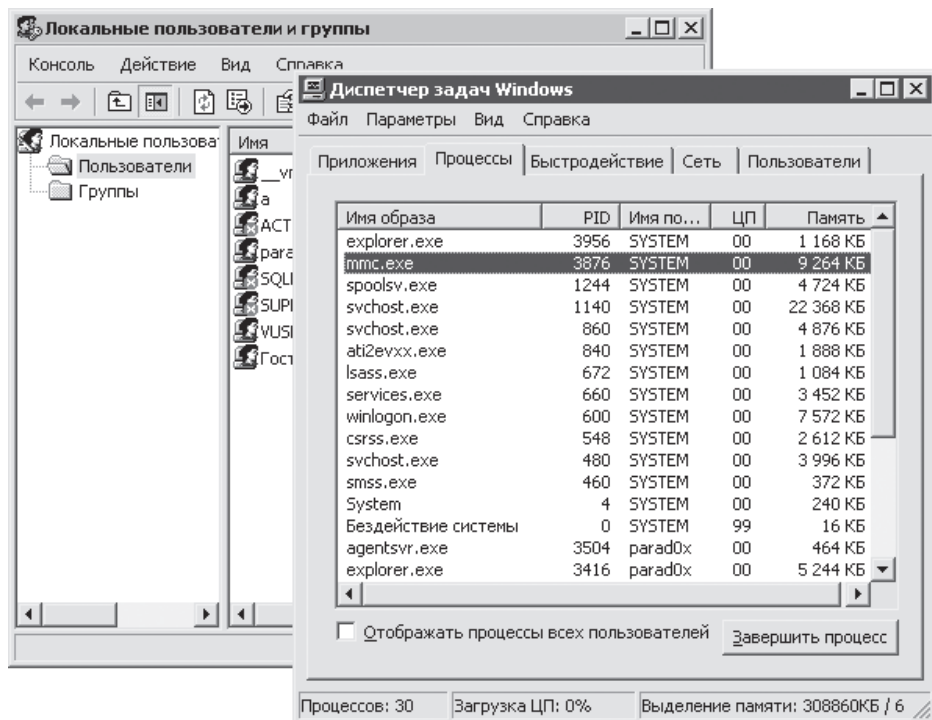 Локальные пользователи и группы
Консоль Действие Вид Справка
Локальные пользова
Пользователи
Группы
Имя
a
ACT
para
SUPI
VUSI
Гост
Диспетчер задач Windows
Файл Параметры Вид Справка
Приложения Процессы Быстродействие Сеть Пользователи
Имя образа PID Имя по... ЦП Память
explorer.exe 3956 SYSTEM 00 1 168 КБ
mmc.exe 3876 SYSTEM 00 9 264 КБ
spoolsv.exe 1244 SYSTEM 00 4 724 КБ
svchost.exe 1140 SYSTEM 00 22 368 КБ
svchost.exe 860 SYSTEM 00 4 876 КБ
ati2evxx.exe 840 SYSTEM 00 1 888 КБ
lsass.exe 672 SYSTEM 00 1 084 КБ
services.exe 660 SYSTEM 00 3 452 КБ
winlogon.exe 600 SYSTEM 00 7 572 КБ
csrss.exe 548 SYSTEM 00 2 612 КБ
svchost.exe 480 SYSTEM 00 3 996 КБ
smss.exe 460 SYSTEM 00 372 КБ
System 4 SYSTEM 00 240 КБ
Бездействие системы 0 SYSTEM 99 16 КБ
agentsvr.exe 3504 parad0x 00 464 КБ
explorer.exe 3416 parad0x 00 5 244 КБ
Отображать процессы всех пользователей Завершить процесс
Процессов: 30 Загрузка ЦП: 0% Выделение памяти: 308860КБ / 6